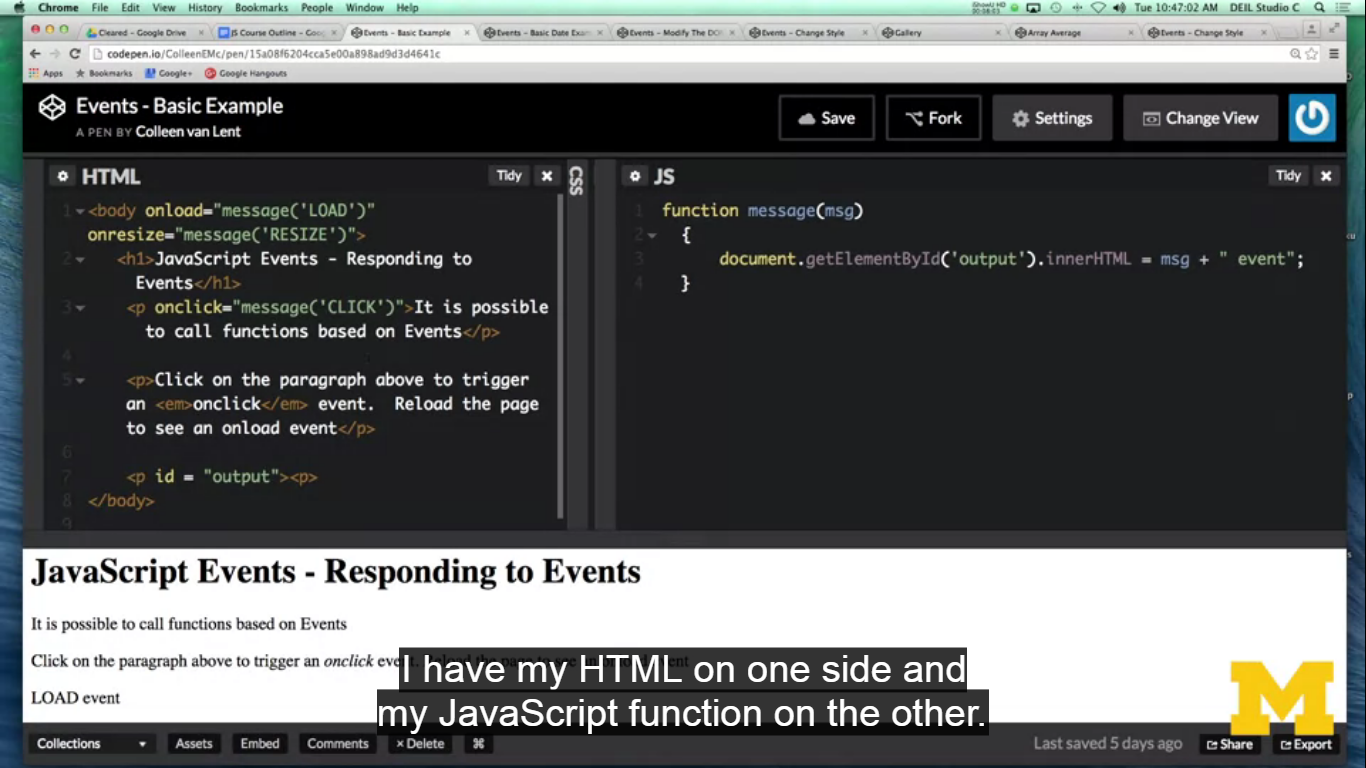 Chrome File Edit View History Bookmarks People Window Help Tue 10:47:02 AM DEIL Studio C
Cleared - Google Drive JS Course Outline - Goo Events - Basic Example Events - Basic Date Exam Events - Modify The DO Events - Change Style Gallery Array Average Events - Change Style
codepen.io/ColleenEMc/pen/15a08f6204cca5e00a898ad9d3d4641c
Apps Bookmarks Google+ Google Hangouts
Events - Basic Example
A PEN BY Colleen van Lent
Save Fork Settings Change View
HTML Tidy
1 <body onload="message('LOAD')"
onresize="message('RESIZE')">
2 <h1>JavaScript Events - Responding to
Events</h1>
3 <p onclick="message('CLICK')">It is possible
to call functions based on Events</p>
4
5 <p>Click on the paragraph above to trigger
an <em>onclick</em> event.  Reload the page
to see an onload event</p>
6
7 <p id = "output"><p>
8 </body>
9
CSS
JS Tidy
1 function message(msg)
2 {
3 document.getElementById('output').innerHTML = msg + " event";
4 }
JavaScript Events - Responding to Events
It is possible to call functions based on Events
Click on the paragraph above to trigger an onclick event. Reload the page to see an onload event
LOAD event
I have my HTML on one side and
my JavaScript function on the other.
M
Collections Assets Embed Comments × Delete ⌘ Last saved 5 days ago Share Export